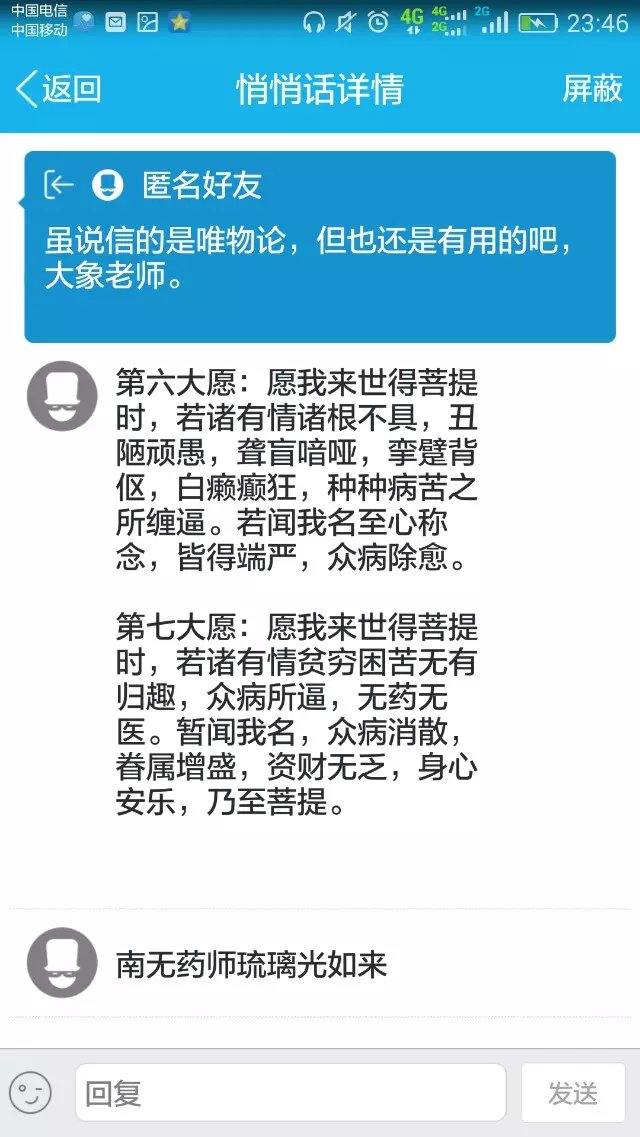 中国电信
中国移动
4G
4G
2G
2G
23:46
返回
悄悄话详情
屏蔽
匿名好友
虽说信的是唯物论，但也还是有用的吧，
大象老师。
第六大愿：愿我来世得菩提
时，若诸有情诸根不具，丑
陋顽愚，聋盲喑哑，挛躄背
伛，白癞癫狂，种种病苦之
所缠逼。若闻我名至心称
念，皆得端严，众病除愈。
第七大愿：愿我来世得菩提
时，若诸有情贫穷困苦无有
归趣，众病所逼，无药无
医。暂闻我名，众病消散，
眷属增盛，资财无乏，身心
安乐，乃至菩提。
南无药师琉璃光如来
回复
发送